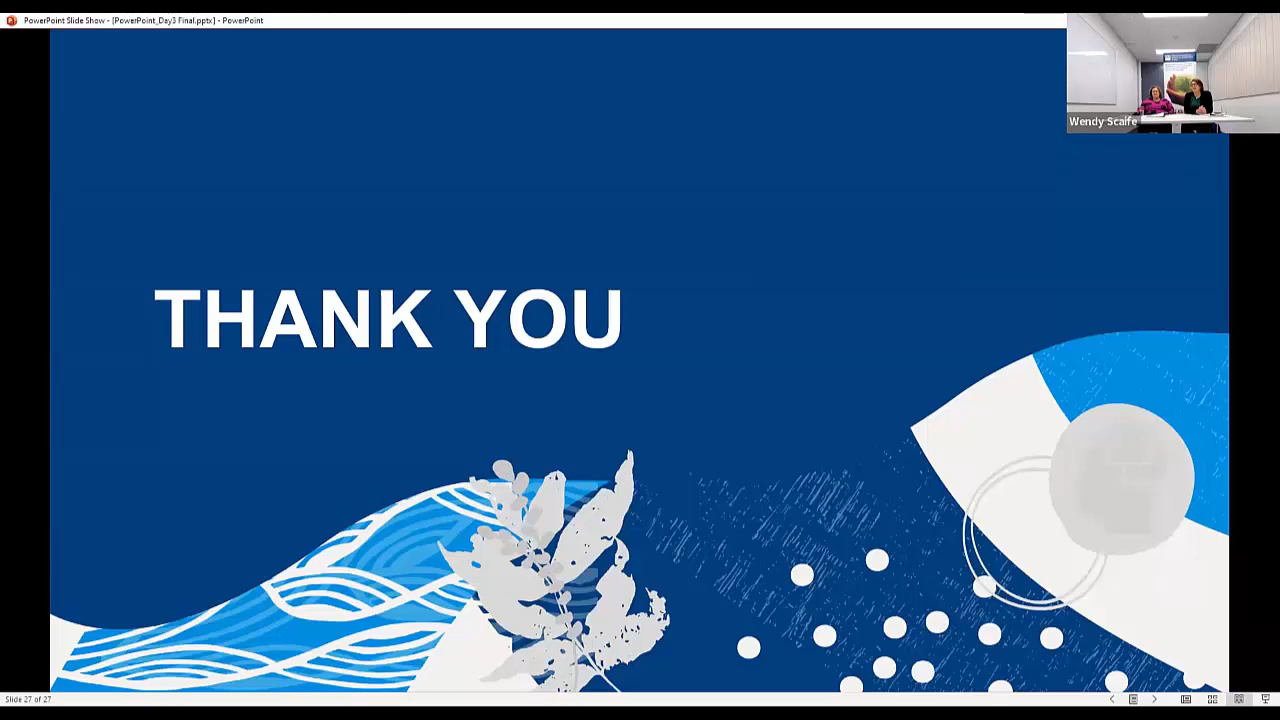 PowerPoint Slide Show - [PowerPoint_Day3 Final.pptx] - PowerPoint
Wendy Scaife
THANK YOU
Slide 27 of 27